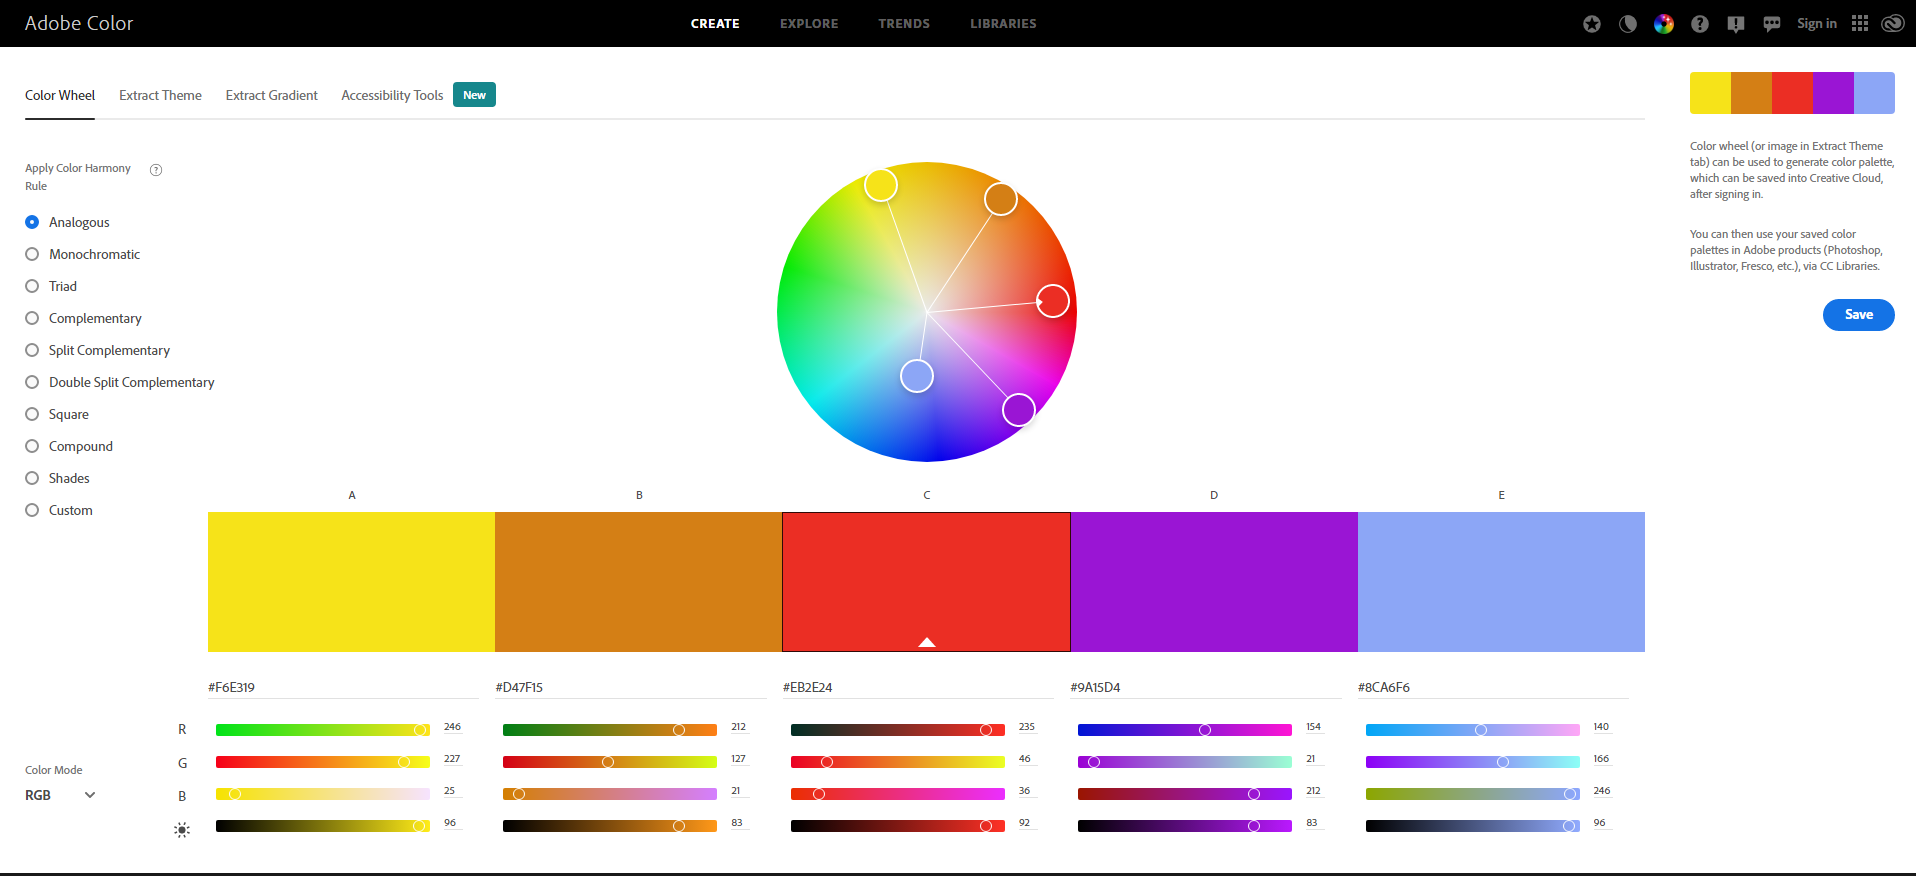 Adobe Color
CREATE EXPLORE TRENDS LIBRARIES
Sign in
Color Wheel Extract Theme Extract Gradient Accessibility Tools New
Apply Color Harmony
Rule
Analogous
Monochromatic
Triad
Complementary
Split Complementary
Double Split Complementary
Square
Compound
Shades
Custom
Color wheel (or image in Extract Theme
tab) can be used to generate color palette,
which can be saved into Creative Cloud,
after signing in.
You can then use your saved color
palettes in Adobe products (Photoshop,
Illustrator, Fresco, etc.), via CC Libraries.
Save
A B C D E
#F6E319 #D47F15 #EB2E24 #9A15D4 #8CA6F6
R 246 212 235 154 140
G 227 127 46 21 166
B 25 21 36 212 246
96 83 92 83 96
Color Mode
RGB